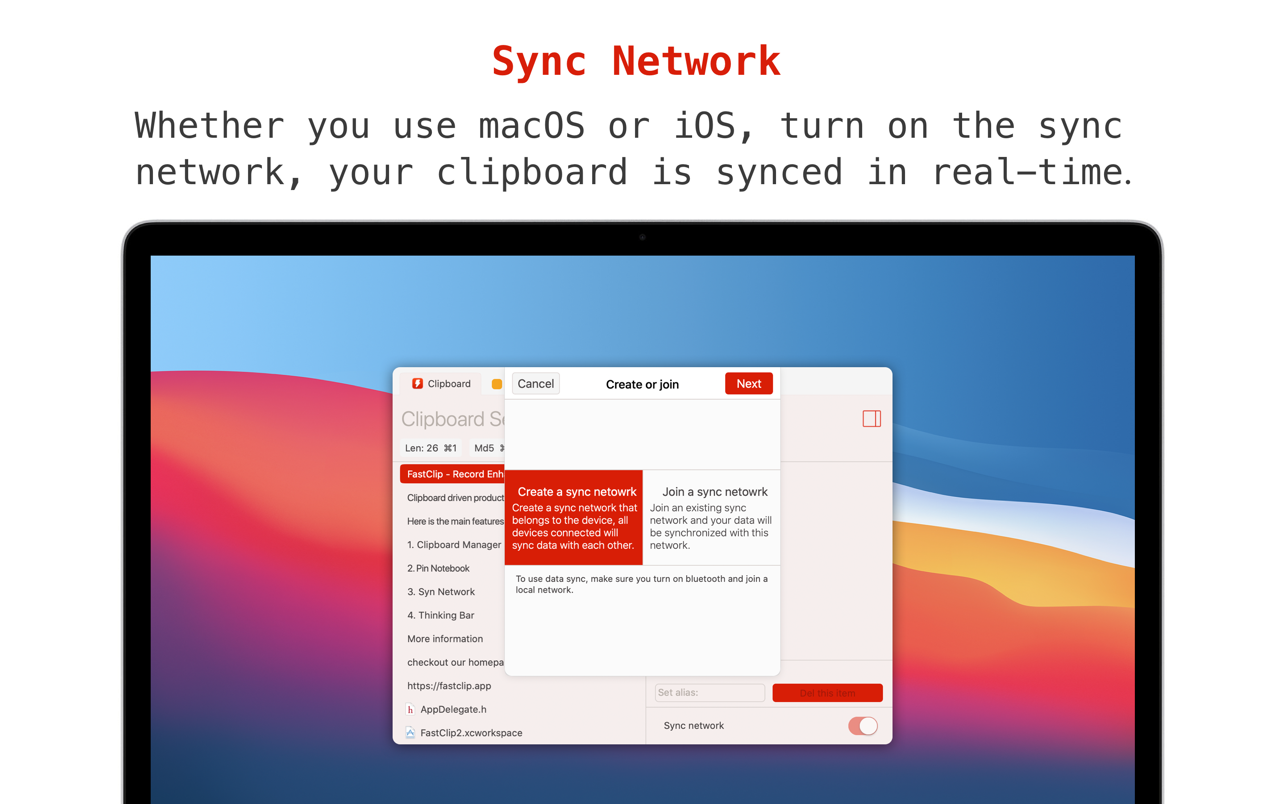 Sync Network
Whether you use macOS or iOS, turn on the sync
network, your clipboard is synced in real-time.
Clipboard
Cancel
Create or join
Next
Clipboard Se
Len: 26 ⌘1
Md5 ⌘
FastClip - Record Enh
Clipboard driven product
Here is the main features
1. Clipboard Manager
2. Pin Notebook
3. Syn Network
4. Thinking Bar
More information
checkout our homepa
https://fastclip.app
AppDelegate.h
FastClip2.xcworkspace
Create a sync netowrk
Create a sync network that
belongs to the device, all
devices connected will
sync data with each other.
Join a sync netowrk
Join an existing sync
network and your data will
be synchronized with this
network.
To use data sync, make sure you turn on bluetooth and join a
local network.
Set alias:
Del this item
Sync network